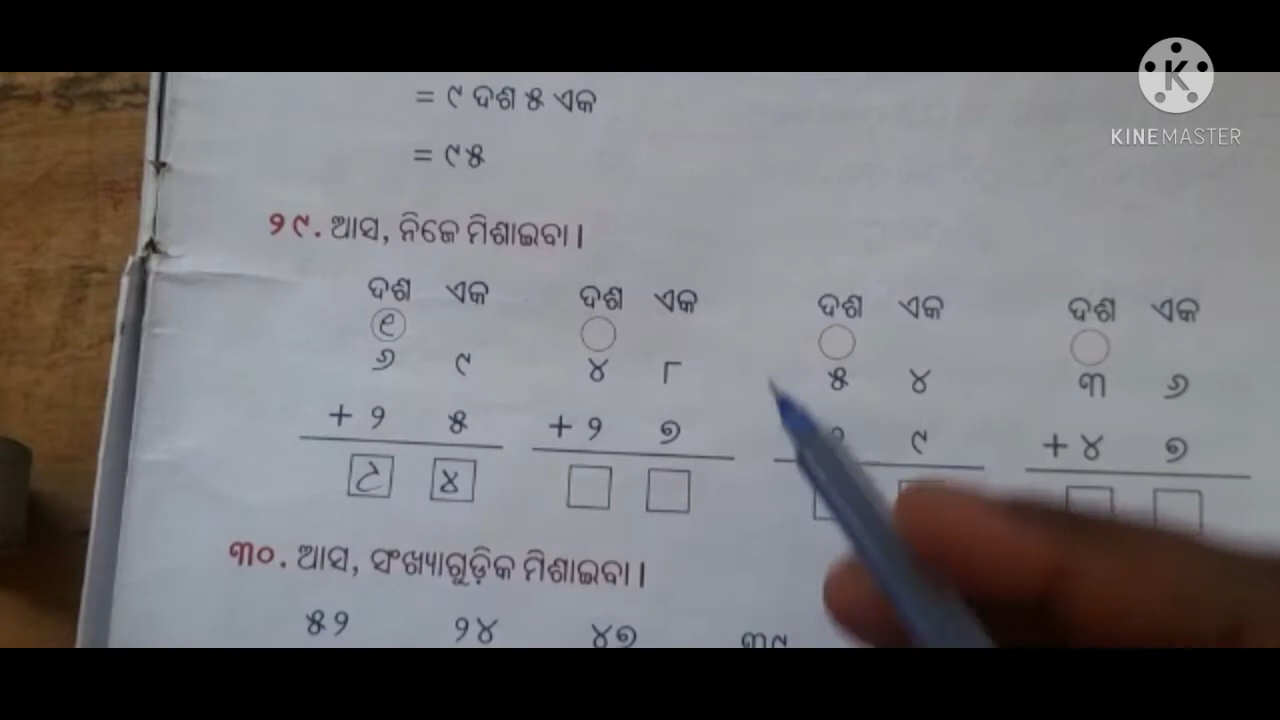 = ୯ ଦଶ ୫ ଏକ
= ୯୫
KINEMASTER
୨୯. ଆସ, ନିଜେ ମିଶାଇବା ।
ଦଶ ଏକ ଦଶ ଏକ ଦଶ ଏକ ଦଶ ଏକ
୧
୬ ୯ ୪ ୮ ୫ ୪ ୩ ୬
+ ୨ ୫ + ୨ ୭ ୯ + ୪ ୭
୯ ୪
୩୦. ଆସ, ସଂଖ୍ୟାଗୁଡ଼ିକ ମିଶାଇବା ।
୫୨ ୨୪ ୪୭ ୩୯